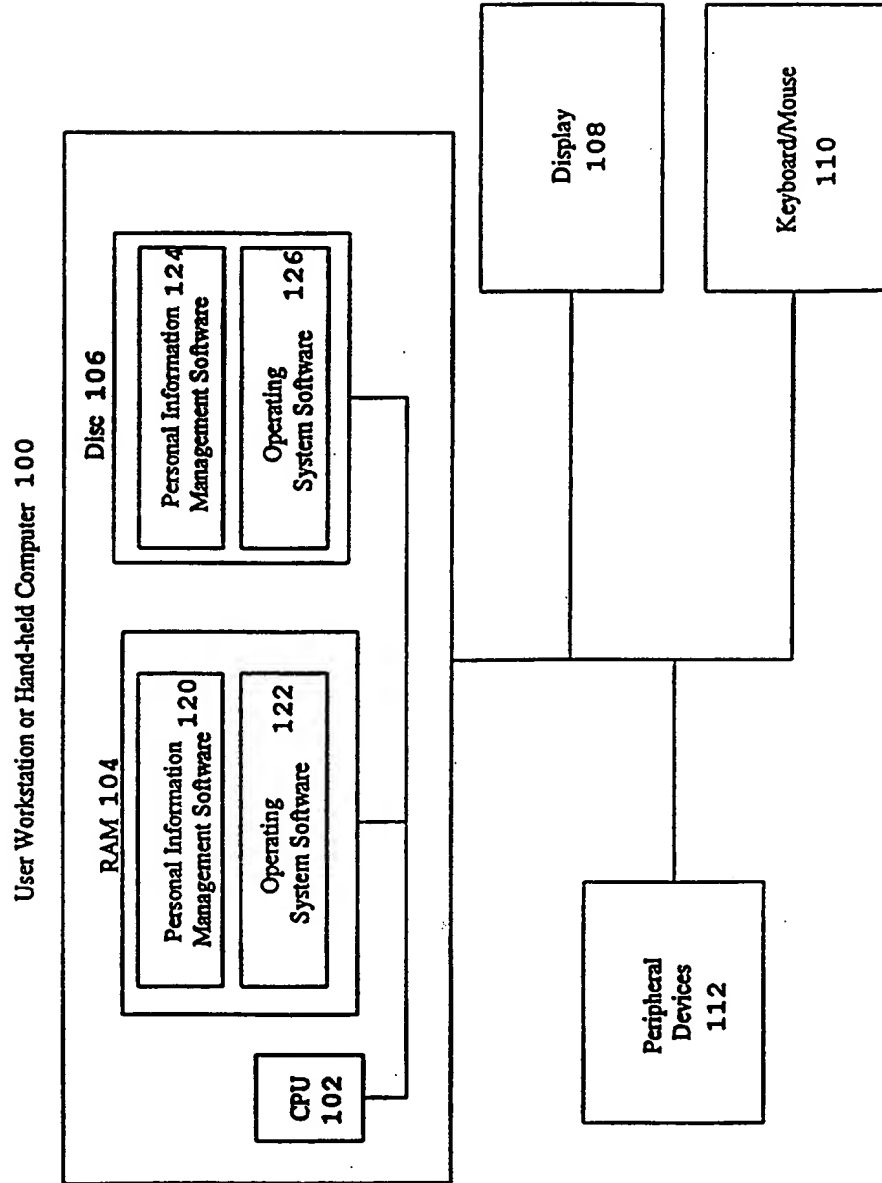 User Workstation or Hand-held Computer 100
CPU
102
RAM 104
Personal Information
Management Software 120
Operating
System Software 122
Disc 106
Personal Information
Management Software 124
Operating
System Software 126
Peripheral
Devices
112
Display
108
Keyboard/Mouse
110